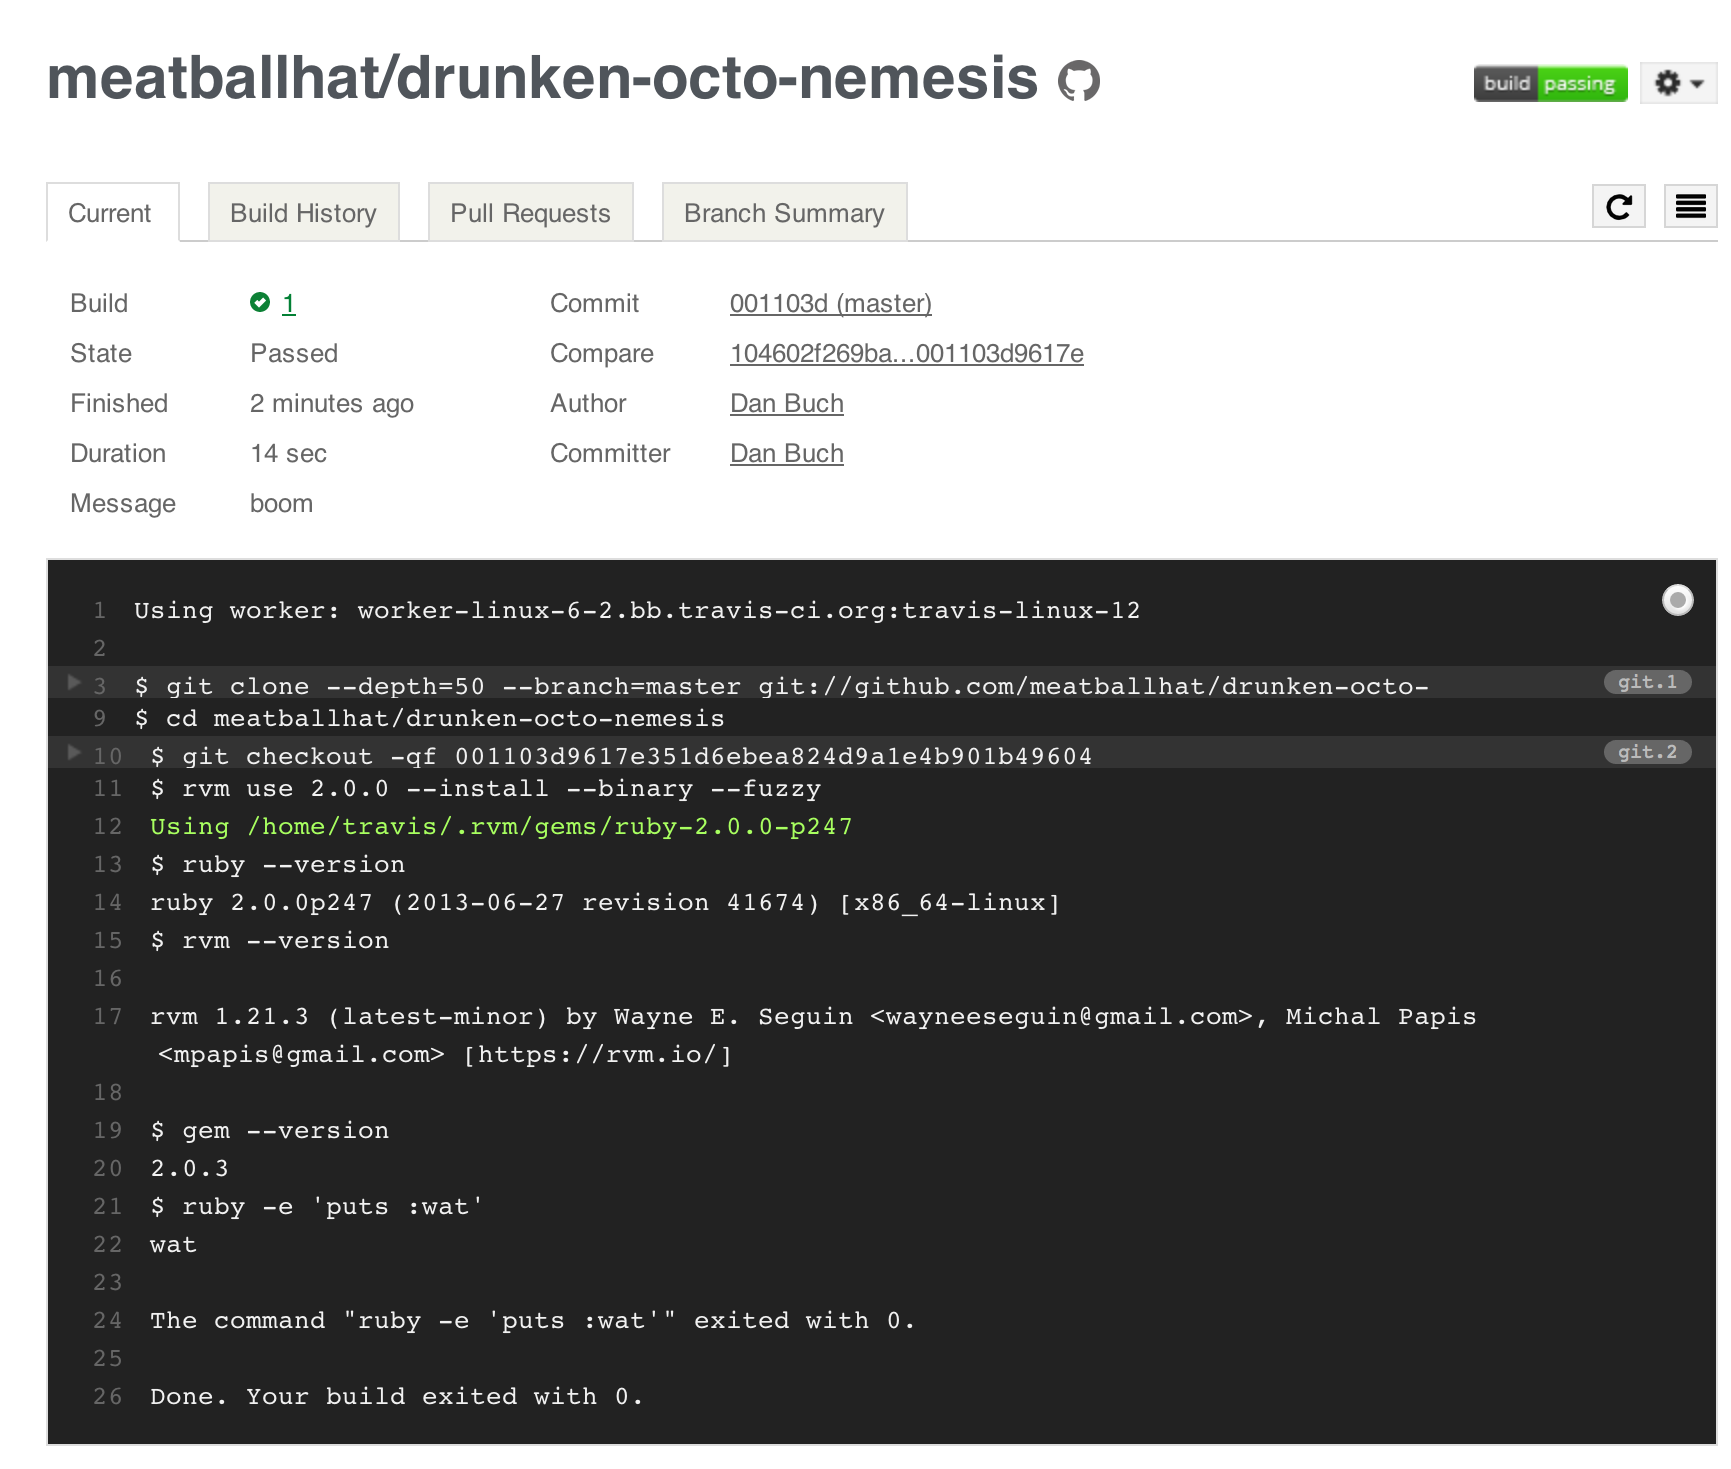 meatballhat/drunken-octo-nemesis
build passing
Current
Build History
Pull Requests
Branch Summary
Build 1
Commit 001103d (master)
State Passed
Compare 104602f269ba...001103d9617e
Finished 2 minutes ago
Author Dan Buch
Duration 14 sec
Committer Dan Buch
Message boom
1 Using worker: worker-linux-6-2.bb.travis-ci.org:travis-linux-12
2
3 $ git clone --depth=50 --branch=master git://github.com/meatballhat/drunken-octo- git.1
9 $ cd meatballhat/drunken-octo-nemesis
10 $ git checkout -qf 001103d9617e351d6ebea824d9a1e4b901b49604 git.2
11 $ rvm use 2.0.0 --install --binary --fuzzy
12 Using /home/travis/.rvm/gems/ruby-2.0.0-p247
13 $ ruby --version
14 ruby 2.0.0p247 (2013-06-27 revision 41674) [x86_64-linux]
15 $ rvm --version
16
17 rvm 1.21.3 (latest-minor) by Wayne E. Seguin <wayneeseguin@gmail.com>, Michal Papis
<mpapis@gmail.com> [https://rvm.io/]
18
19 $ gem --version
20 2.0.3
21 $ ruby -e 'puts :wat'
22 wat
23
24 The command "ruby -e 'puts :wat'" exited with 0.
25
26 Done. Your build exited with 0.